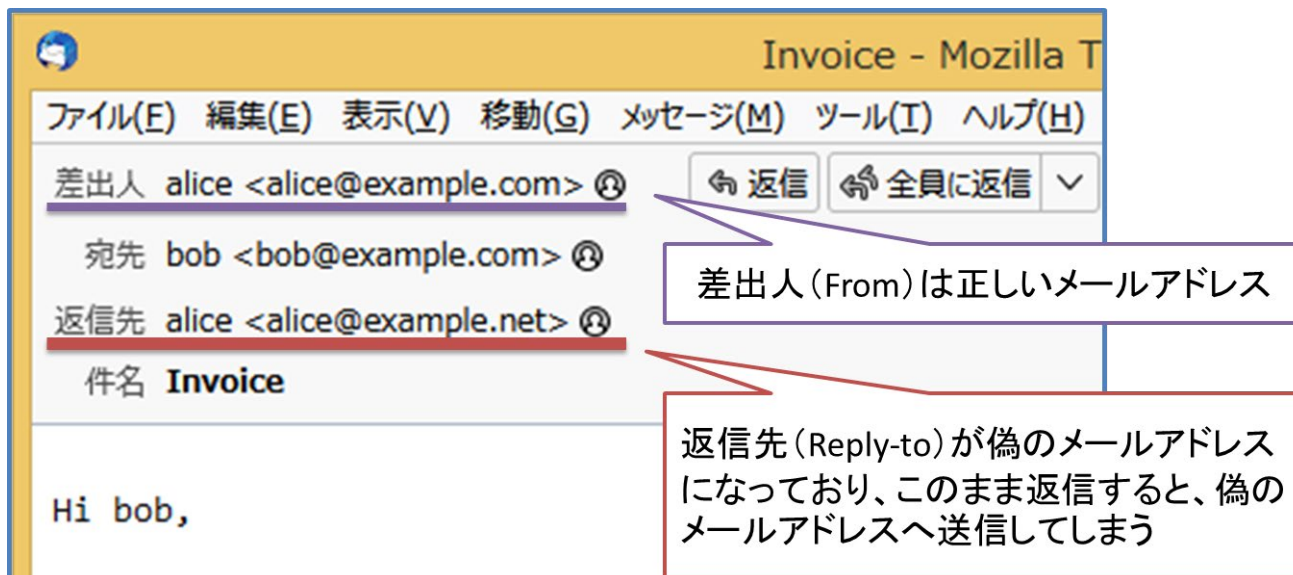 Invoice - Mozilla T
ファイル(F) 編集(E) 表示(V) 移動(G) メッセージ(M) ツール(T) ヘルプ(H)
差出人 alice <alice@example.com> 返信 全員に返信
宛先 bob <bob@example.com>
差出人（From）は正しいメールアドレス
返信先 alice <alice@example.net>
件名 Invoice
返信先（Reply-to）が偽のメールアドレス
になっており、このまま返信すると、偽の
メールアドレスへ送信してしまう
Hi bob,